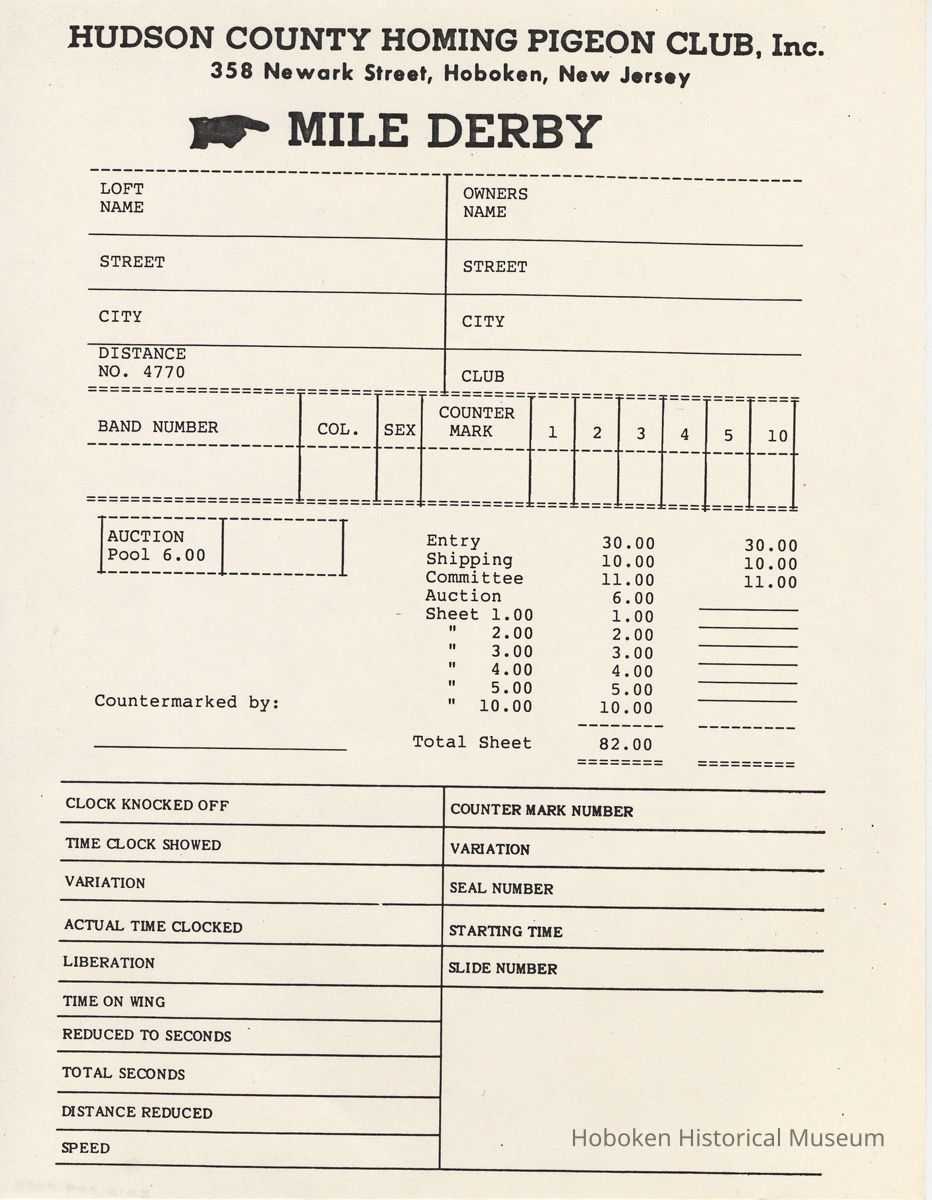 HUDSON COUNTY HOMING PIGEON CLUB, Inc.
358 Newark Street, Hoboken, New Jersey
MILE DERBY
LOFT
NAME
OWNERS
NAME
STREET
STREET
CITY
CITY
DISTANCE
NO. 4770
CLUB
BAND NUMBER COL. SEX COUNTER MARK 1 2 3 4 5 10
AUCTION
Pool 6.00
Entry 30.00 30.00
Shipping 10.00 10.00
Committee 11.00 11.00
Auction 6.00
Sheet 1.00 1.00
" 2.00 2.00
" 3.00 3.00
" 4.00 4.00
" 5.00 5.00
" 10.00 10.00
Total Sheet 82.00
Countermarked by:
CLOCK KNOCKED OFF
COUNTER MARK NUMBER
TIME CLOCK SHOWED
VARIATION
VARIATION
SEAL NUMBER
ACTUAL TIME CLOCKED
STARTING TIME
LIBERATION
SLIDE NUMBER
TIME ON WING
REDUCED TO SECONDS
TOTAL SECONDS
DISTANCE REDUCED
SPEED
Hoboken Historical Museum